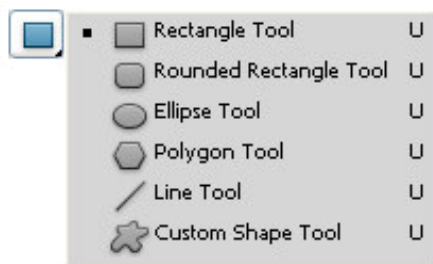 Rectangle Tool U
Rounded Rectangle Tool U
Ellipse Tool U
Polygon Tool U
Line Tool U
Custom Shape Tool U